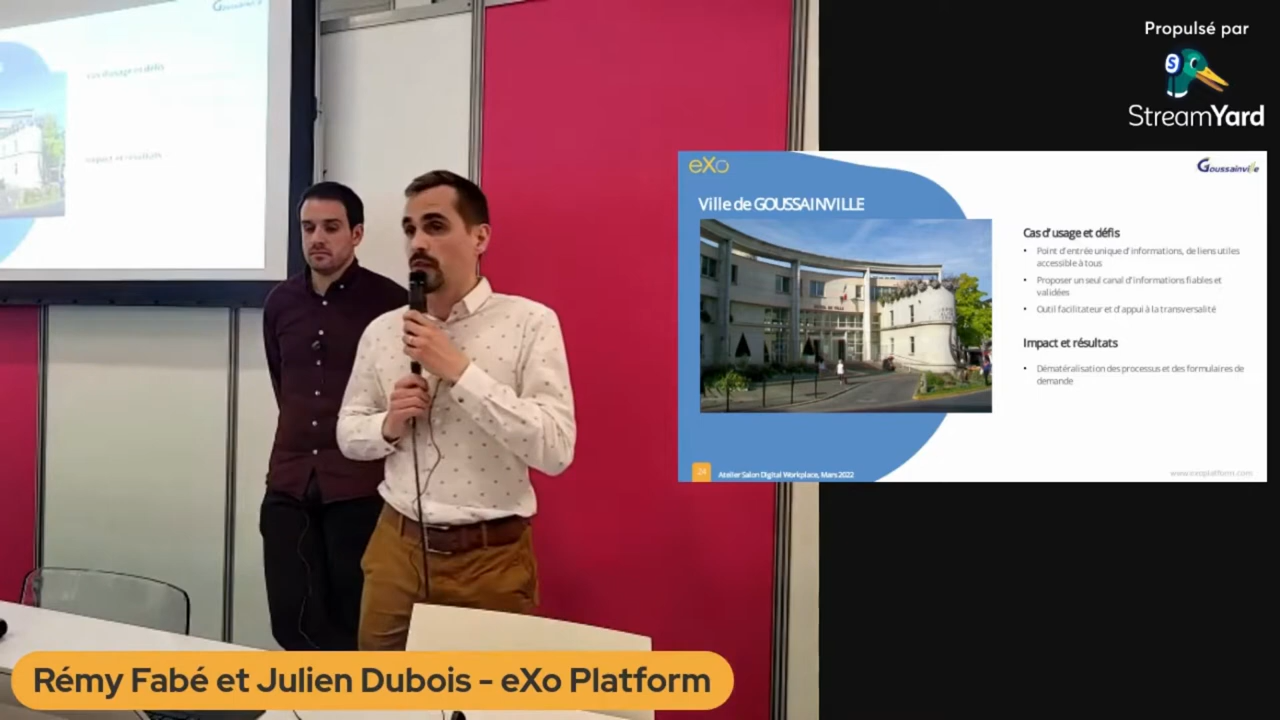 Goussainville
Cas d'usage et défis
Impact et résultats
Propulsé par
StreamYard
eXo
Goussainville
Ville de GOUSSAINVILLE
Cas d'usage et défis
• Point d'entrée unique d'informations, de liens utiles
accessible à tous
• Proposer un seul canal d'informations fiables et
validées
• Outil facilitateur et d'appui à la transversalité
Impact et résultats
• Dématéralisation des processus et des formulaires de
demande
24
Atelier Salon Digital Workplace, Mars 2022
www.exoplatform.com
Rémy Fabé et Julien Dubois - eXo Platform